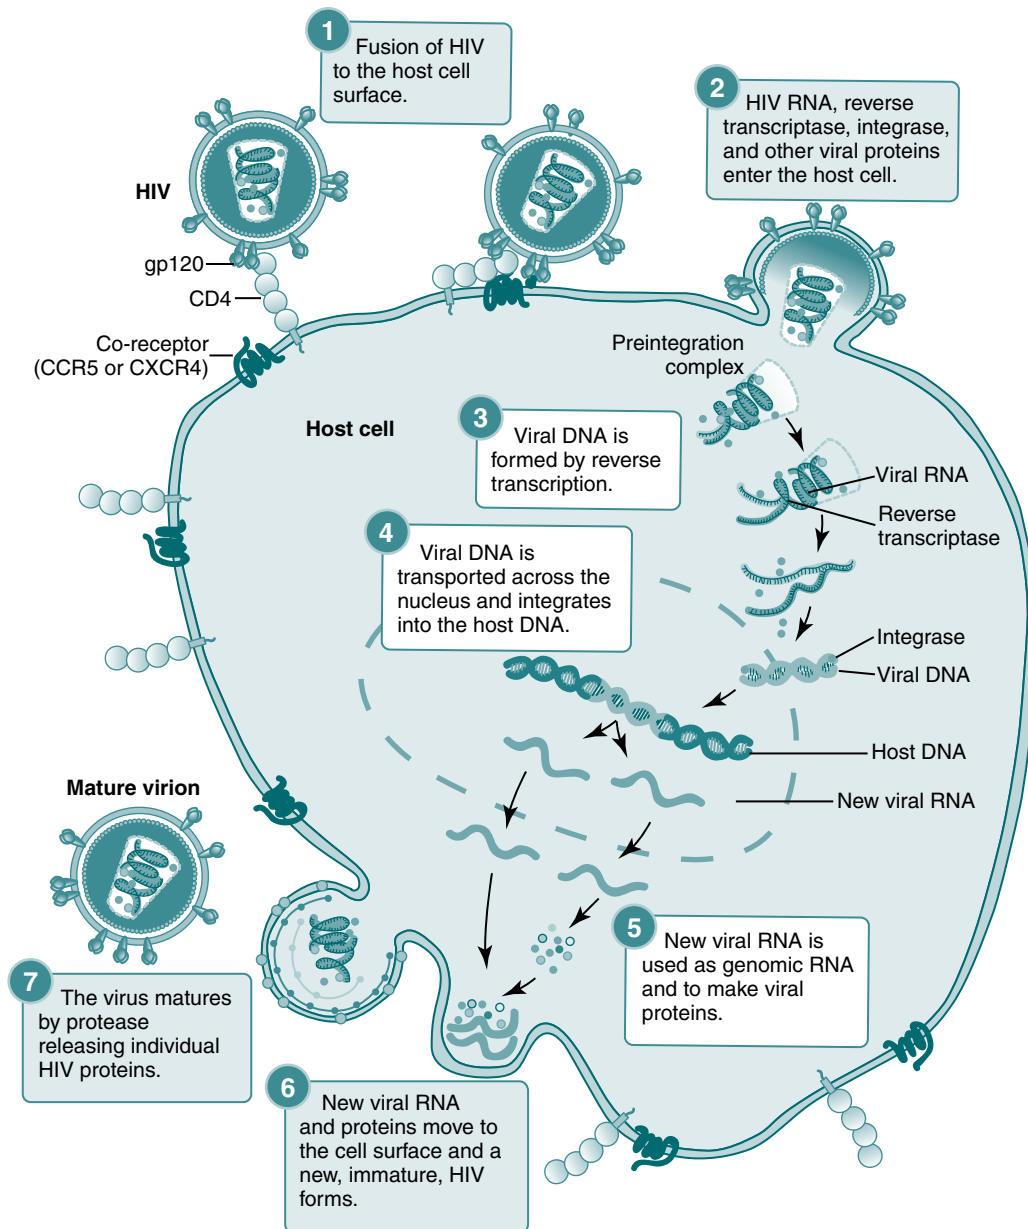 1
Fusion of HIV
to the host cell
surface.
2
HIV RNA, reverse
transcriptase, integrase,
and other viral proteins
enter the host cell.
HIV
gp120
CD4
Co-receptor
(CCR5 or CXCR4)
Preintegration
complex
Host cell
3
Viral DNA is
formed by reverse
transcription.
Viral RNA
Reverse
transcriptase
4
Viral DNA is
transported across the
nucleus and integrates
into the host DNA.
Integrase
Viral DNA
Host DNA
New viral RNA
Mature virion
5
New viral RNA is
used as genomic RNA
and to make viral
proteins.
7
The virus matures
by protease
releasing individual
HIV proteins.
6
New viral RNA
and proteins move to
the cell surface and a
new, immature, HIV
forms.